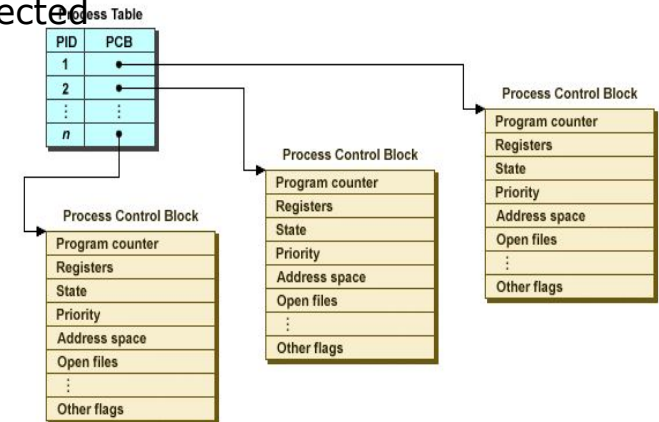 ected
Process Table
PID PCB
1
2
⋮ ⋮
n
Process Control Block
Program counter
Registers
State
Priority
Address space
Open files
⋮
Other flags
Process Control Block
Program counter
Registers
State
Priority
Address space
Open files
⋮
Other flags
Process Control Block
Program counter
Registers
State
Priority
Address space
Open files
⋮
Other flags